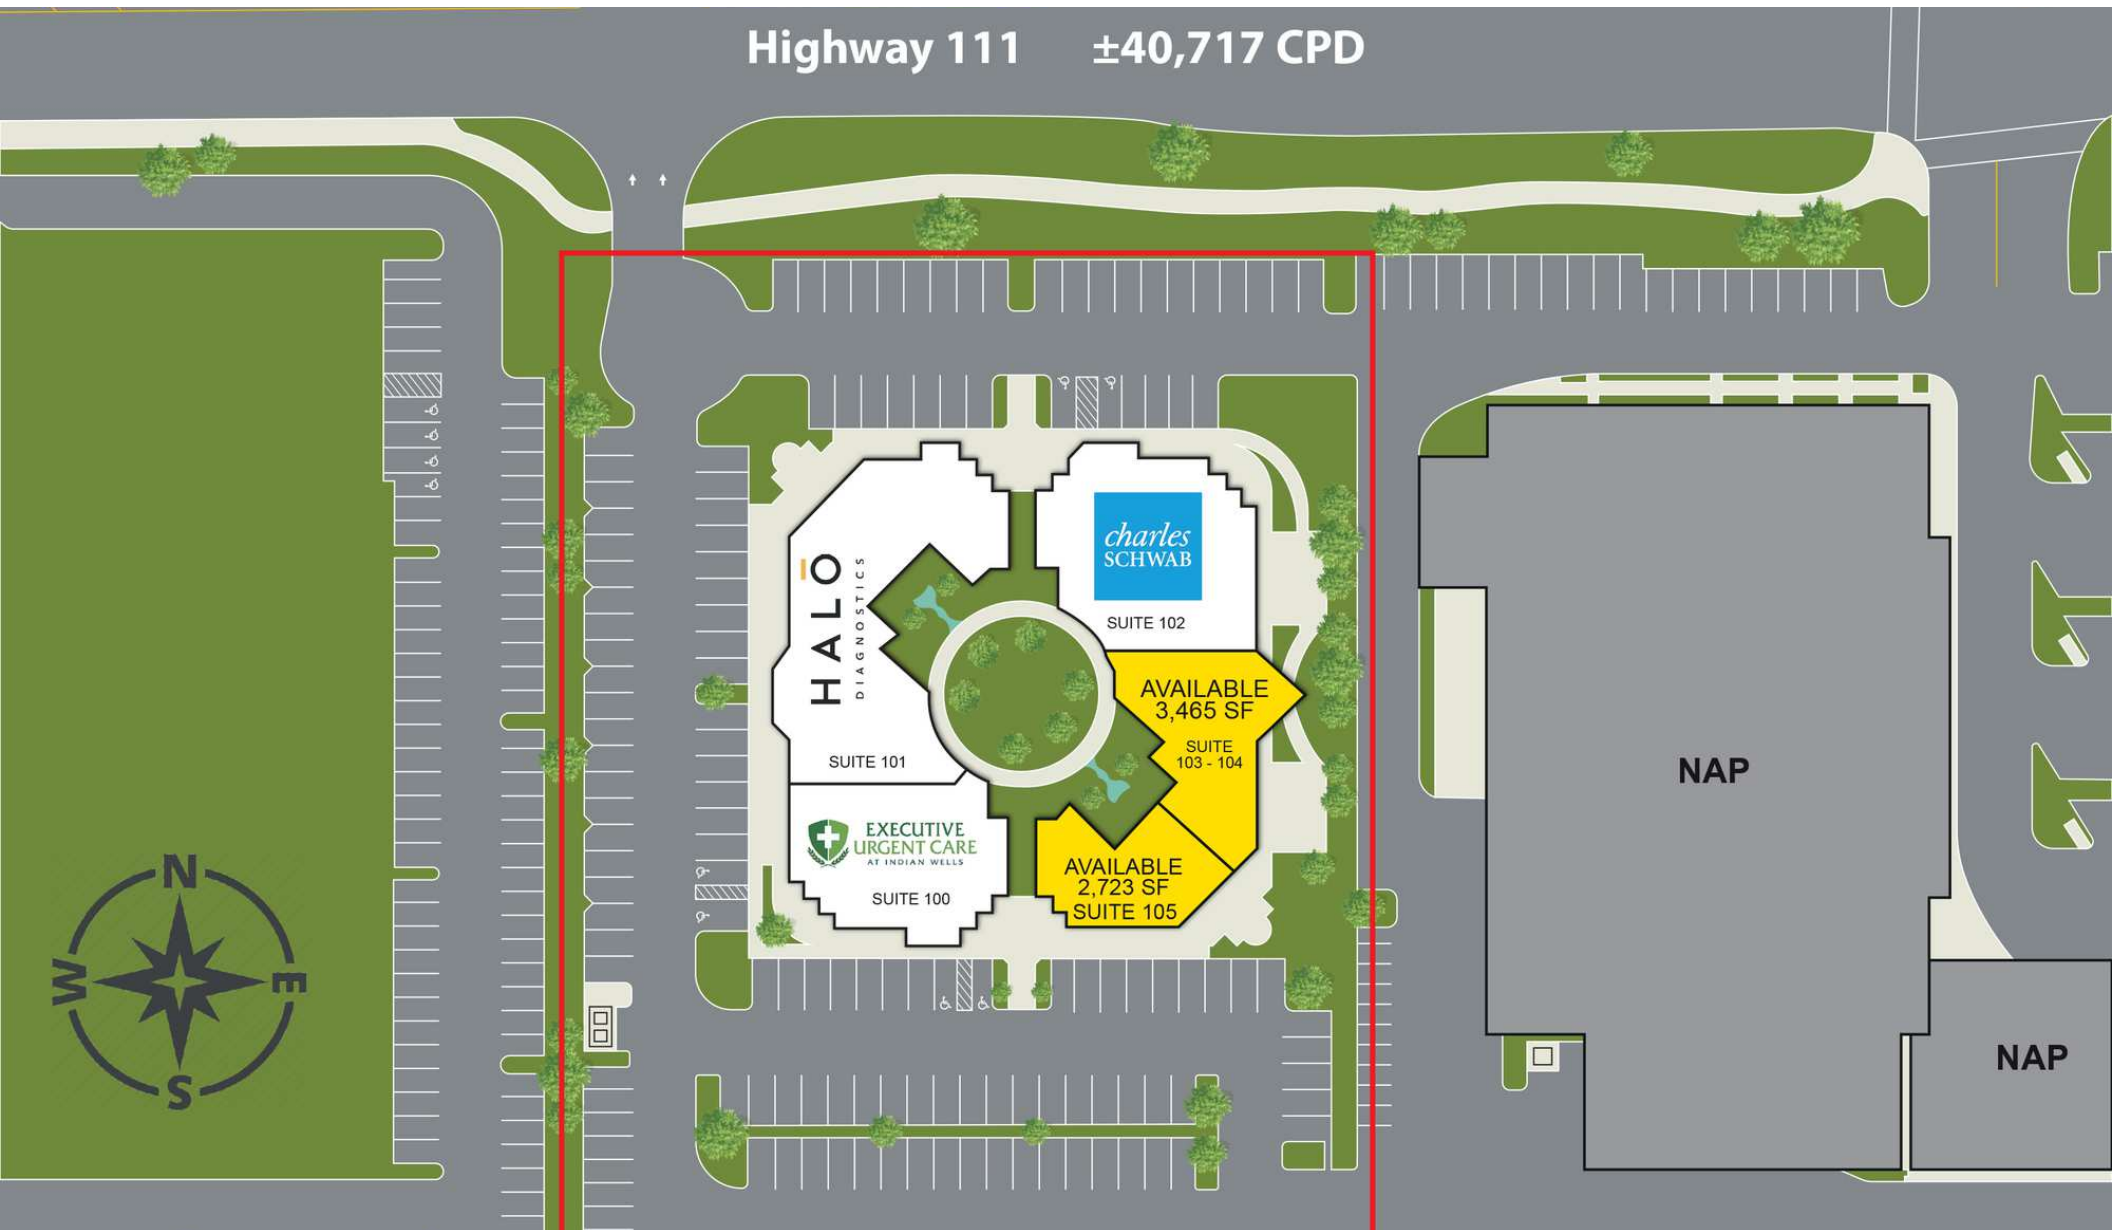 Highway 111 ±40,717 CPD
HALO
DIAGNOSTICS
SUITE 101
charles
SCHWAB
SUITE 102
AVAILABLE
3,465 SF
SUITE
103 - 104
EXECUTIVE
URGENT CARE
AT INDIAN WELLS
SUITE 100
AVAILABLE
2,723 SF
SUITE 105
NAP
NAP
N
W
E
S